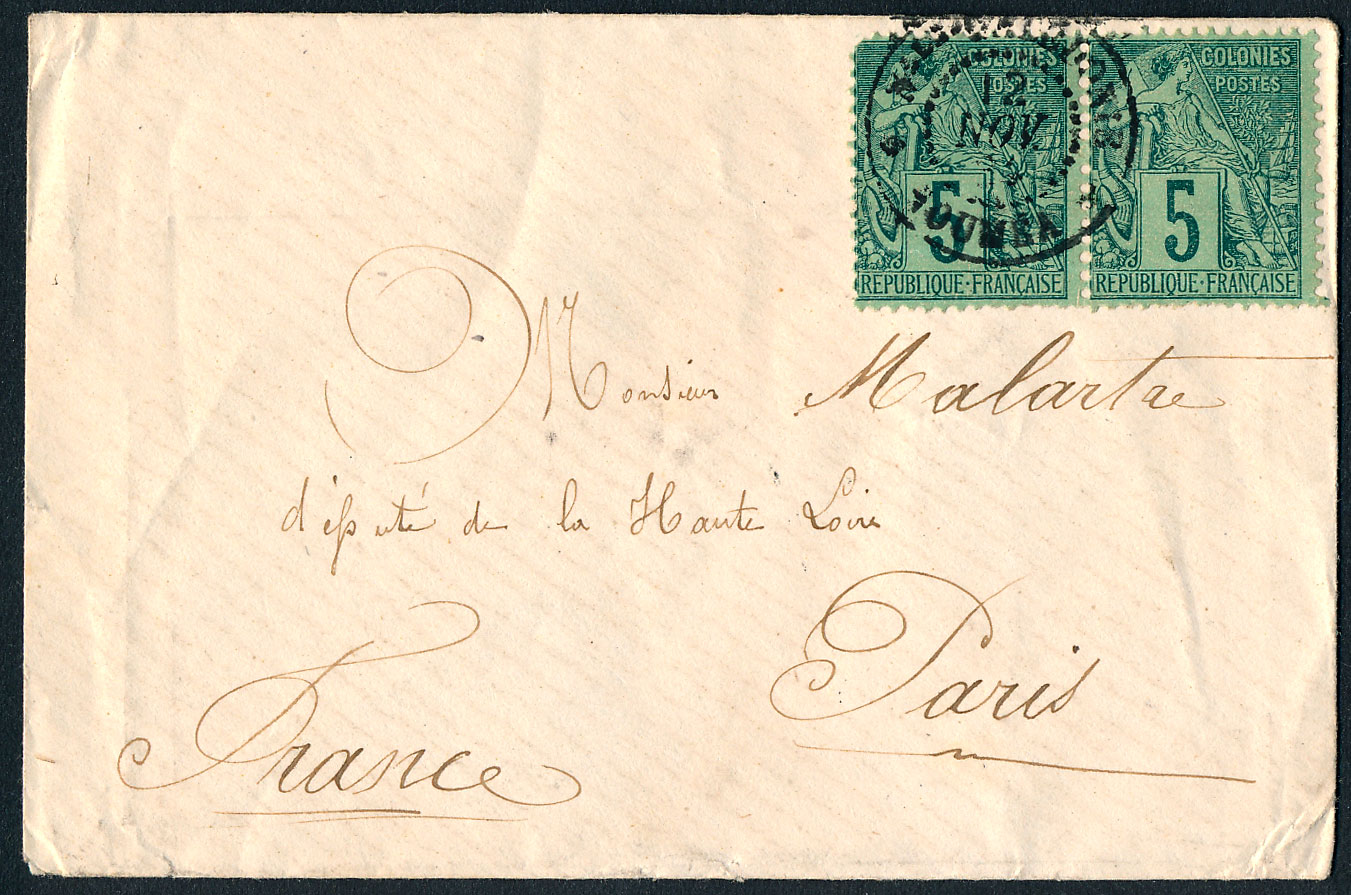 COLONIES
POSTES
5
REPUBLIQUE·FRANÇAISE
COLONIES
POSTES
5
REPUBLIQUE·FRANÇAISE
12
NOV.
NOUMEA
Monsieur Malartre
député de la Haute Loire
Paris
France